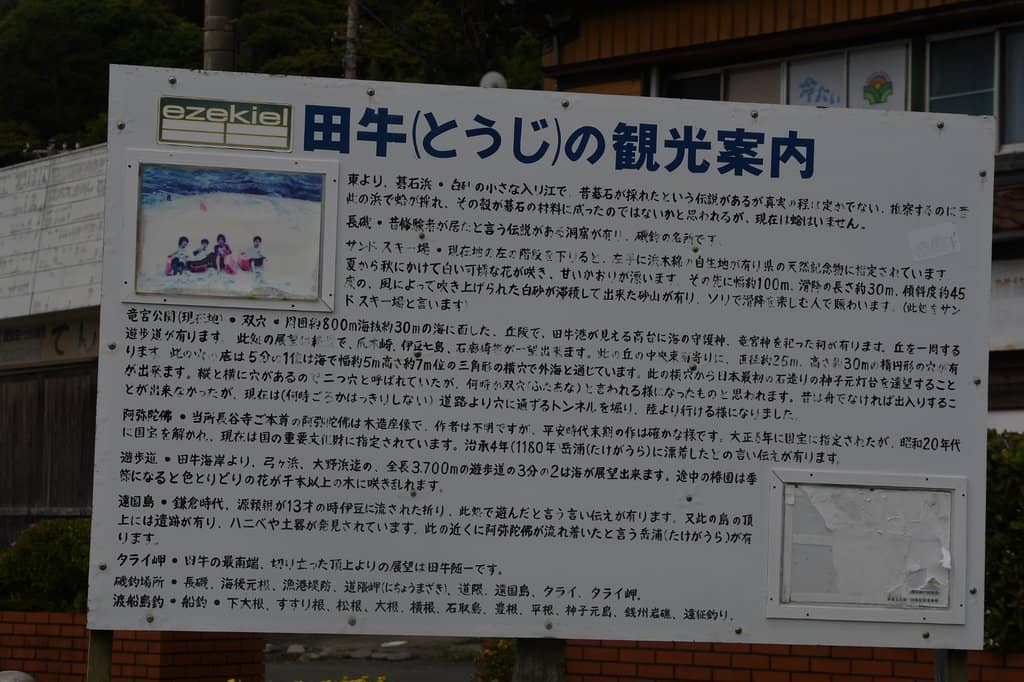 ezekiel
田牛(とうじ)の観光案内
冷たい
東より、碁石浜・白砂の小さな入り江で、昔碁石が採れたという伝説があるが真実の程は定かでない、推察するのに昔
此の浜で蛤が採れ、その殻が碁石の材料に成ったのではないかと思われるが、現在は蛤はいません。
長磯・昔修験者が居たと言う伝説がある洞窟が有り、磯釣の名所です。
サンドスキー場・現在地の左の階段を下りると、左手に浜木綿の自生地が有り県の天然記念物に指定されています
夏から秋にかけて白い可憐な花が咲き、甘いかおりが漂います。その先に幅約100m、滑降の長さ約30m、傾斜度約45
度の、風によって吹き上げられた白砂が滞積して出来た砂山が有り、ソリで滑降を楽しむ人で賑わいます。(此処をサン
ドスキー場と言います)
竜宮公園(現在地)・双穴・周囲約800m海抜約30mの海に面した、丘陵で、田牛港が見える高台に海の守護神、竜宮神を祀った祠が有ります。丘を一周する
遊歩道が有ります。此処の展望は絶景で、爪木崎、伊豆七島、石廊崎等が一望出来ます。此の丘の中央東南寄りに、直径約25m、高さ約30mの楕円形の穴が有
ります。此の穴の底は5分の1位は海で幅約5m高さ約7m位の三角形の横穴で外海と通じています。此の横穴から日本最初の石造りの神子元灯台を遠望すること
が出来ます。縦と横に穴があるので二つ穴と呼ばれていたが、何時か双穴(ふたあな)と言われる様になったものと思われます。昔は舟でなければ出入りするこ
とが出来なかったが、現在は(何時ごろかはっきりしない)道路より穴に通ずるトンネルを堀り、陸より行ける様になりました。
阿弥陀佛・当所長谷寺ご本尊の阿弥陀佛は木造座像で、作者は不明ですが、平安時代末期の作は確かな様です。大正6年に国宝に指定されたが、昭和20年代
に国宝を解かれ、現在は国の重要文化財に指定されています。治承4年(1180年岳浦(たけがうら)に漂着したとの言い伝えが有ります。
遊歩道・田牛海岸より、弓ヶ浜、大野浜迄の、全長3.700mの遊歩道の3分の2は海が展望出来ます。途中の椿園は季
節になると色とりどりの花が千本以上の木に咲き乱れます。
遠国島・鎌倉時代、源頼朝が13才の時伊豆に流された折り、此処で遊んだと言う言い伝えが有ります。又此の島の頂
上には遺跡が有り、ハニベや土器が発見されています。此の近くに阿弥陀佛が流れ着いたと言う岳浦(たけがうら)が有
ります。
タライ岬・田牛の最南端、切り立った頂上よりの展望は田牛随一です。
磯釣場所・長磯、海後元根、漁港堤防、道隈岬(にちょうまざき)、道隈、遠国島、タライ、タライ岬。
渡船島釣・船釣・下大根、すすり根、松根、大根、横根、石取島、豊根、平根、神子元島、銭州岩礁、遠征釣り。